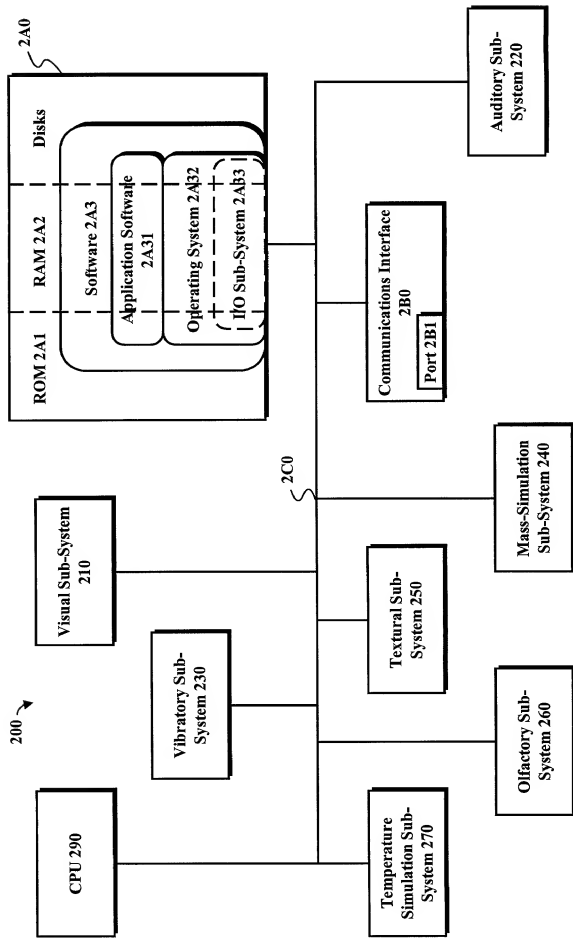 200
CPU 290
Vibratory Sub-
System 230
Visual Sub-System
210
ROM 2A1
RAM 2A2
Disks
2A0
Software 2A3
Application Software
2A31
Operating System 2A32
I/O Sub-System 2A33
2C0
Temperature
Simulation Sub-
System 270
Olfactory Sub-
System 260
Textural Sub-
System 250
Mass-Simulation
Sub-System 240
Communications Interface
2B0
Port 2B1
Auditory Sub-
System 220